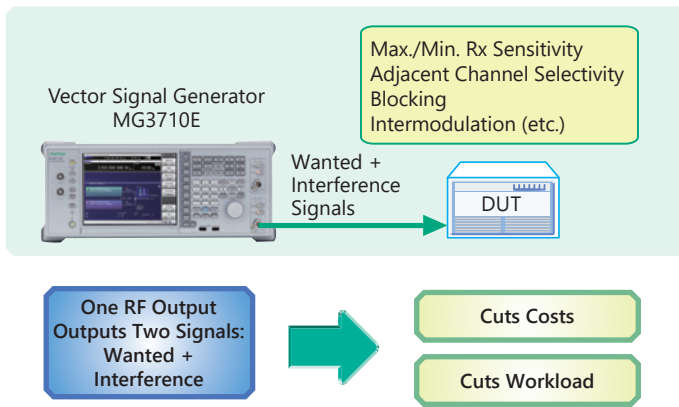 Max./Min. Rx Sensitivity
Adjacent Channel Selectivity
Blocking
Intermodulation (etc.)
Vector Signal Generator
MG3710E
Wanted +
Interference
Signals
DUT
One RF Output
Outputs Two Signals:
Wanted +
Interference
Cuts Costs
Cuts Workload